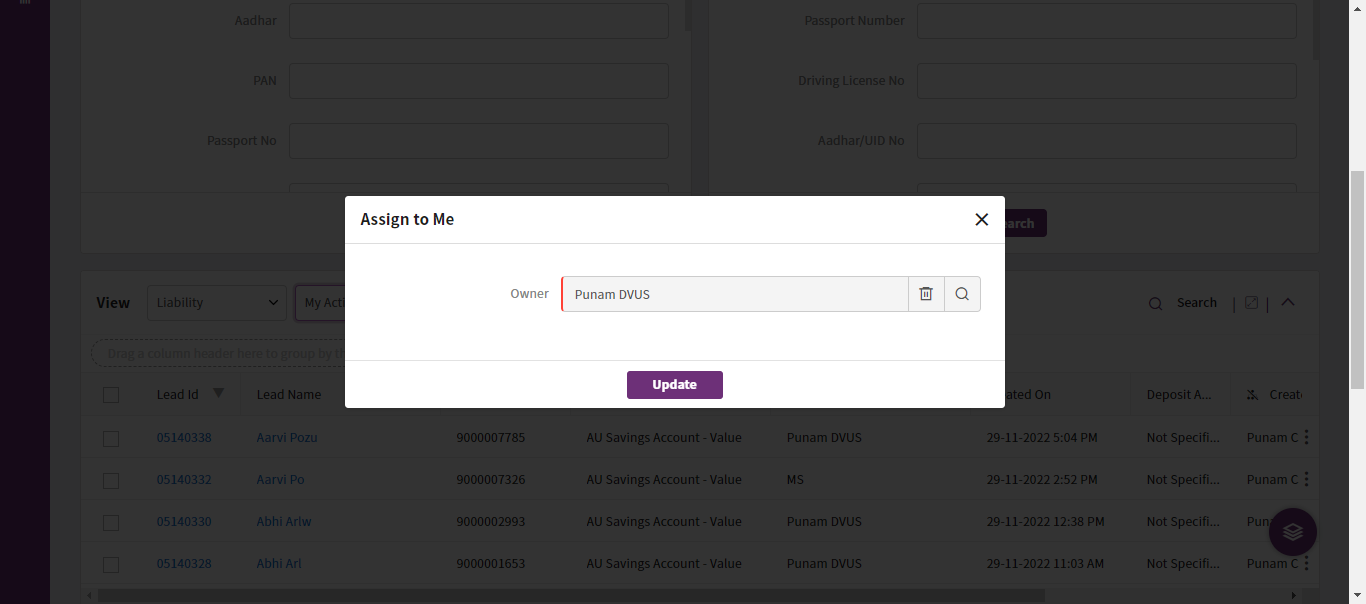 Aadhar
Passport Number
PAN
Driving License No
Passport No
Aadhar/UID No
Assign to Me
earch
Owner
Punam DVUS
View
Liability
My Acti
Search
Drag a column header here to group by th
Update
Lead Id
Lead Name
ated On
Deposit A...
Creat
05140338 Aarvi Pozu 9000007785 AU Savings Account - Value Punam DVUS 29-11-2022 5:04 PM Not Specifi... Punam C
05140332 Aarvi Po 9000007326 AU Savings Account - Value MS 29-11-2022 2:52 PM Not Specifi... Punam C
05140330 Abhi Arlw 9000002993 AU Savings Account - Value Punam DVUS 29-11-2022 12:38 PM Not Specifi... Pun
05140328 Abhi Arl 9000001653 AU Savings Account - Value Punam DVUS 29-11-2022 11:03 AM Not Specifi... Punam C